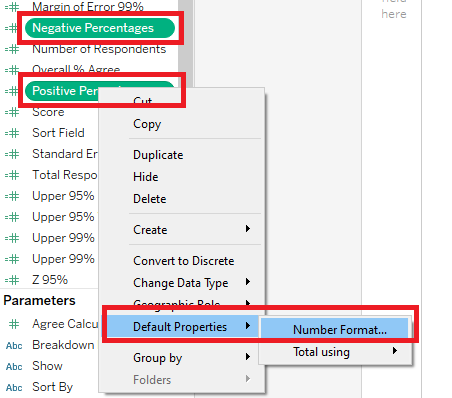 Margin of Error 99%
Negative Percentages
Number of Respondents
Overall % Agree
Positive Per
Score
Sort Field
Standard Er
Total Respo
Upper 95%
Upper 95%
Upper 99%
Upper 99%
Z 95%
Parameters
Agree Calcu
Abc Breakdown
Abc Show
Abc Sort By
Cut
Copy
Duplicate
Hide
Delete
Create
Convert to Discrete
Change Data Type
Geographic Role
Default Properties
Group by
Folders
Number Format...
Total using
here